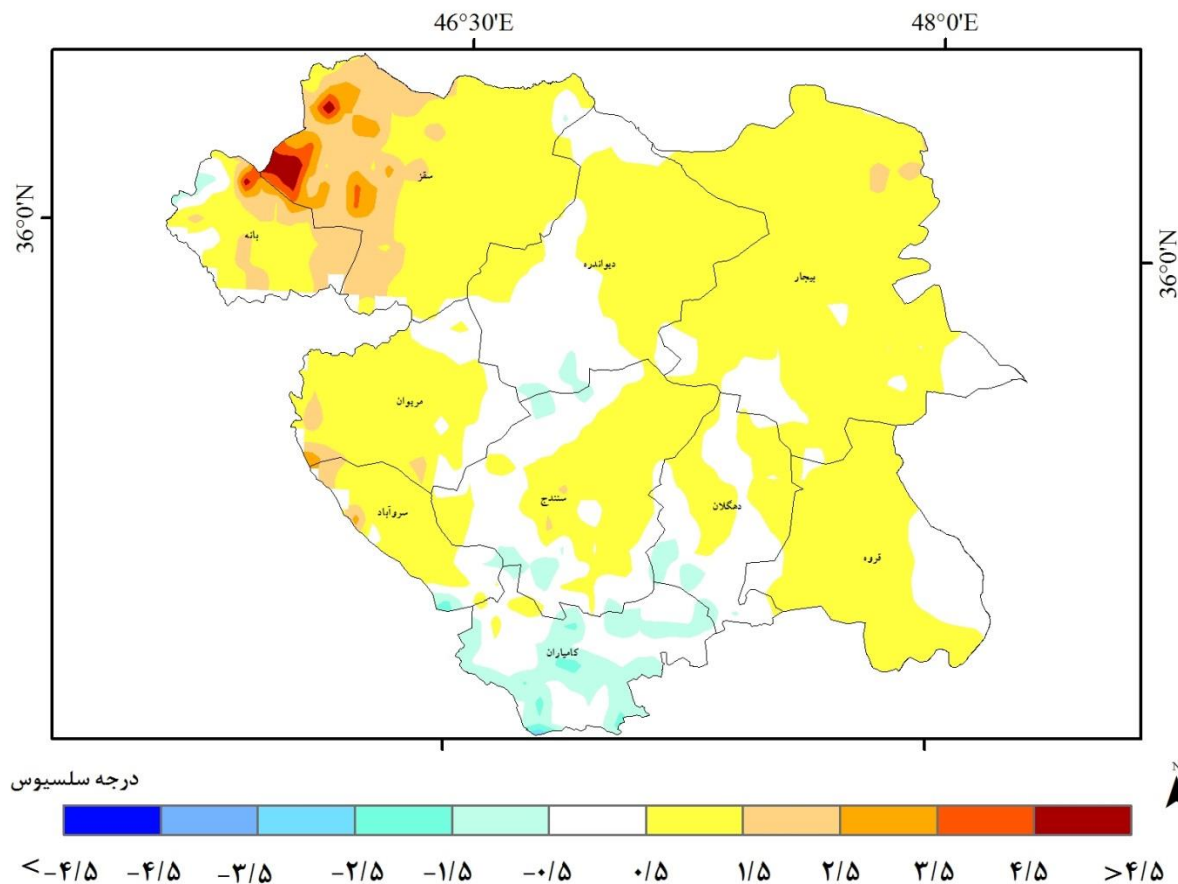 46°30'E 48°0'E
36°0'N
36°0'N
سقز
بانه
دیواندره
بیجار
مریوان
سنندج
دهگلان
سروآباد
قروه
کامیاران
درجه سلسیوس
N
<-۴/۵ -۴/۵ -۳/۵ -۲/۵ -۱/۵ -۰/۵ ۰/۵ ۱/۵ ۲/۵ ۳/۵ ۴/۵ >۴/۵